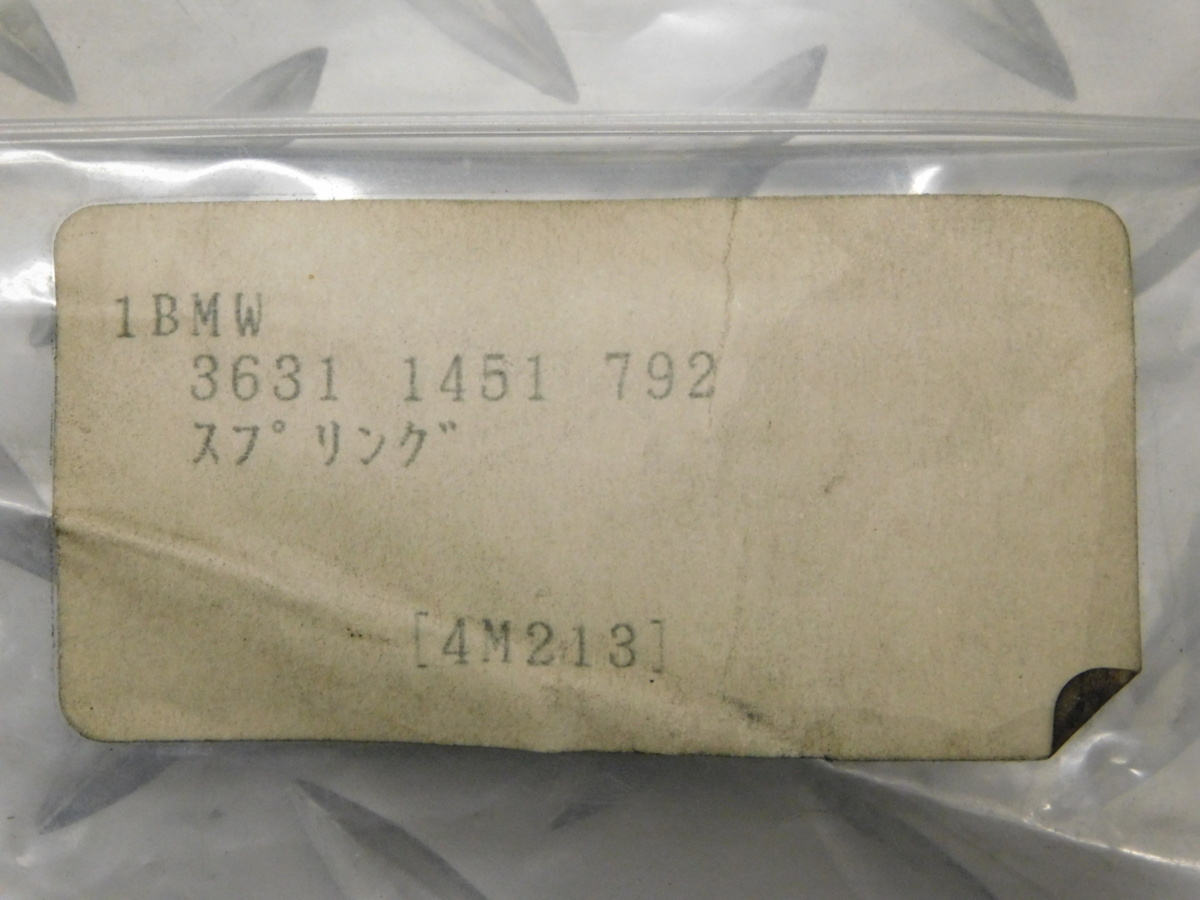 1BMW
3631 1451 792
ｽﾌﾟﾘﾝｸﾞ
[4M213]